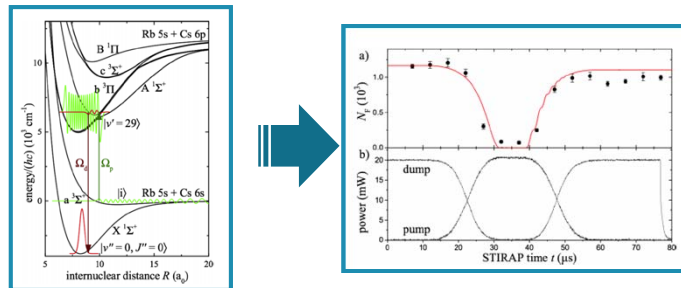 Rb 5s + Cs 6p
B ¹Π
c ³Σ⁺
b ³Π
A ¹Σ⁺
|v' = 29⟩
Ω_d
Ω_p
|i⟩
Rb 5s + Cs 6s
a ³Σ⁺
X ¹Σ⁺
|v''=0, J''=0⟩
energy/(hc) (10³ cm⁻¹)
10
5
0
5 10 15 20
internuclear distance R (a₀)
a)
N_F (10³)
1.0
0.5
0.0
b)
power (mW)
20
10
0
dump
pump
0 10 20 30 40 50 60 70 80
STIRAP time t (μs)